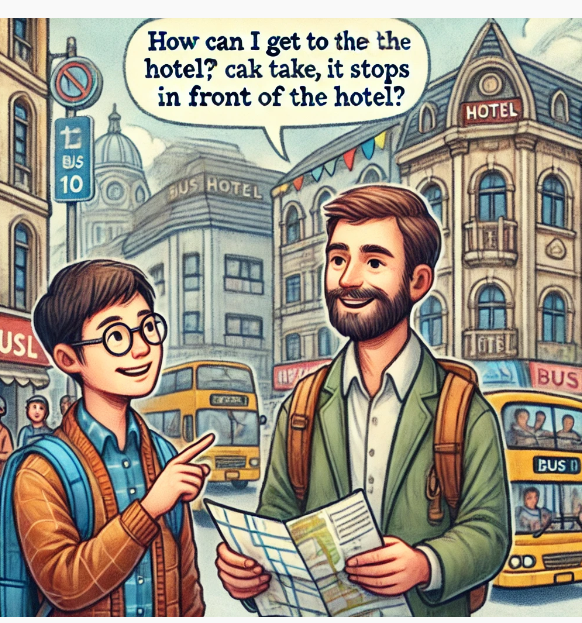 How can I get to the the
hotel? cak take, it stops
in front of the hotel?
HOTEL
BUS
10
BUS HOTEL
USL
BUS
BUS